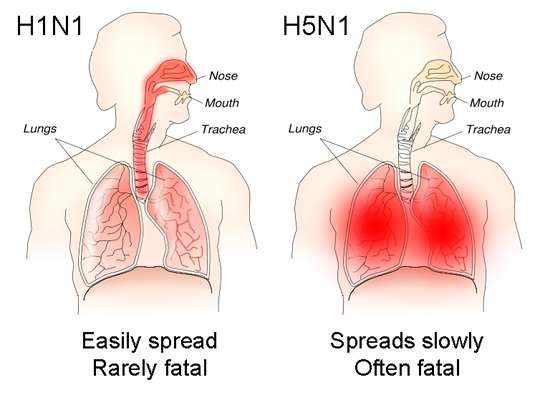 H1N1
Nose
Mouth
Lungs
Trachea
Easily spread
Rarely fatal
H5N1
Nose
Mouth
Lungs
Trachea
Spreads slowly
Often fatal